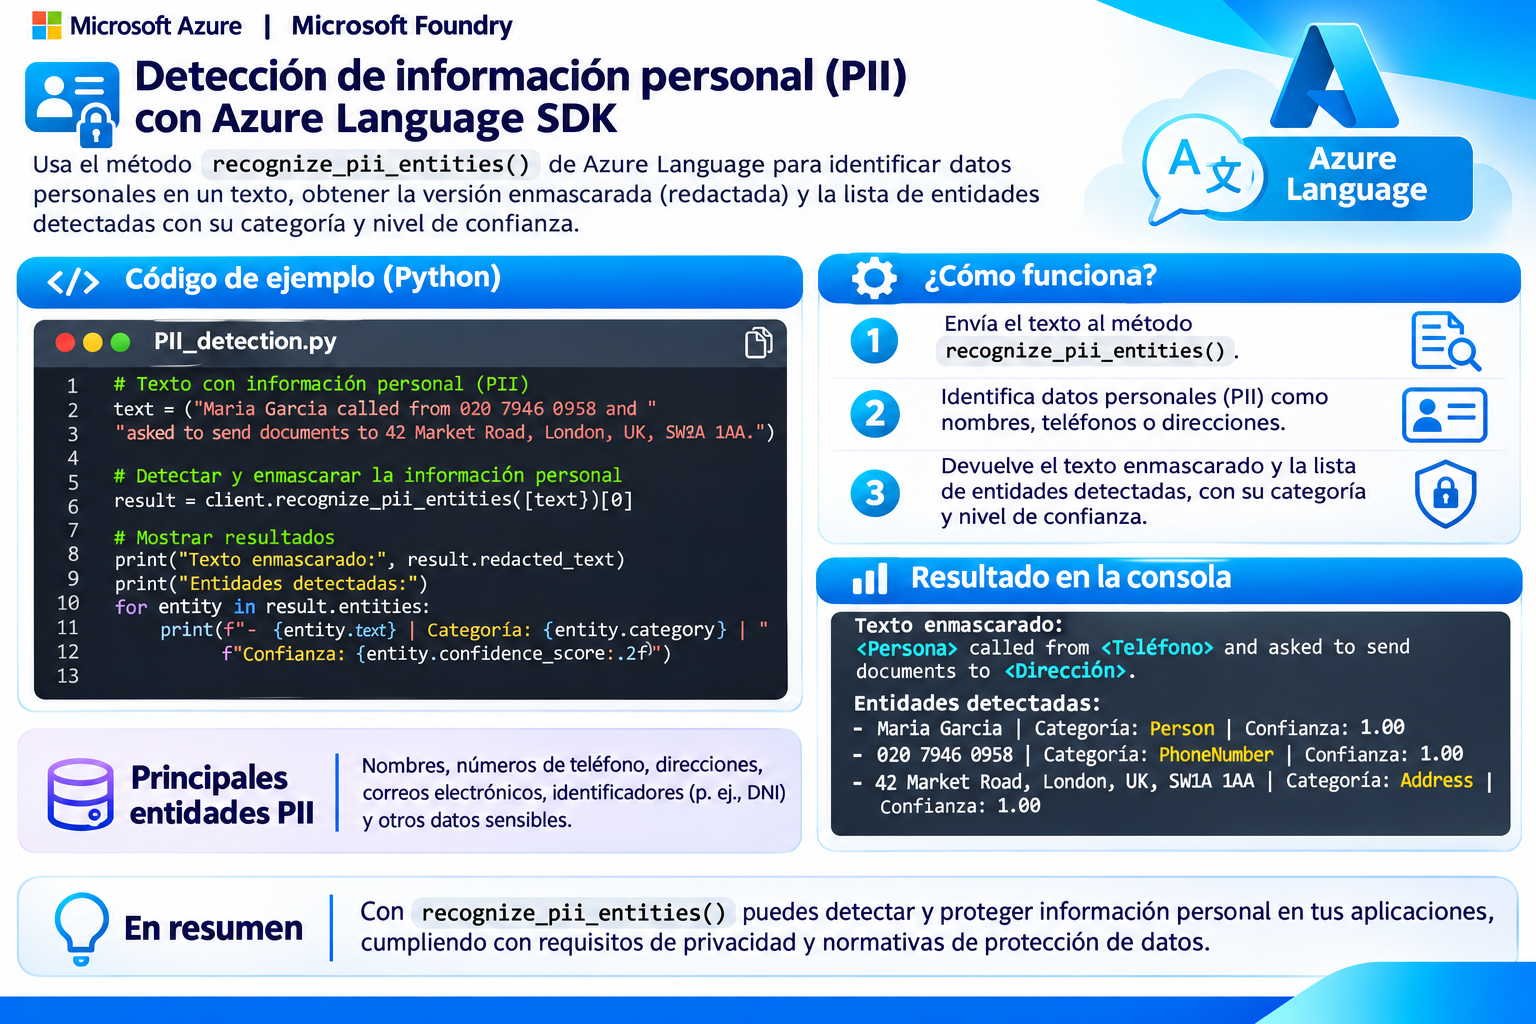 Microsoft Azure | Microsoft Foundry
Detección de información personal (PII)
con Azure Language SDK
Usa el método recognize_pii_entities() de Azure Language para identificar datos
personales en un texto, obtener la versión enmascarada (redactada) y la lista de entidades
detectadas con su categoría y nivel de confianza.
A 文
Azure
Language
</> Código de ejemplo (Python)
PII_detection.py
1 # Texto con información personal (PII)
2 text = ("Maria Garcia called from 020 7946 0958 and "
3 "asked to send documents to 42 Market Road, London, UK, SW2A 1AA.")
4
5 # Detectar y enmascarar la información personal
6 result = client.recognize_pii_entities([text})[0]
7 # Mostrar resultados
8 print("Texto enmascarado:", result.redacted_text)
9 print("Entidades detectadas:")
10 for entity in result.entities:
11 print(f"- {entity.text} | Categoría: {entity.category} | "
12 f"Confianza: {entity.confidence_score:.2f}")
13
¿Cómo funciona?
1 Envía el texto al método
recognize_pii_entities().
2 Identifica datos personales (PII) como
nombres, teléfonos o direcciones.
3 Devuelve el texto enmascarado y la lista
de entidades detectadas, con su categoría
y nivel de confianza.
Resultado en la consola
Texto enmascarado:
<Persona> called from <Teléfono> and asked to send
documents to <Dirección>.
Entidades detectadas:
- Maria Garcia | Categoría: Person | Confianza: 1.00
- 020 7946 0958 | Categoría: PhoneNumber | Confianza: 1.00
- 42 Market Road, London, UK, SW1A 1AA | Categoría: Address |
Confianza: 1.00
Principales
entidades PII
Nombres, números de teléfono, direcciones,
correos electrónicos, identificadores (p. ej., DNI)
y otros datos sensibles.
En resumen
Con recognize_pii_entities() puedes detectar y proteger información personal en tus aplicaciones,
cumpliendo con requisitos de privacidad y normativas de protección de datos.